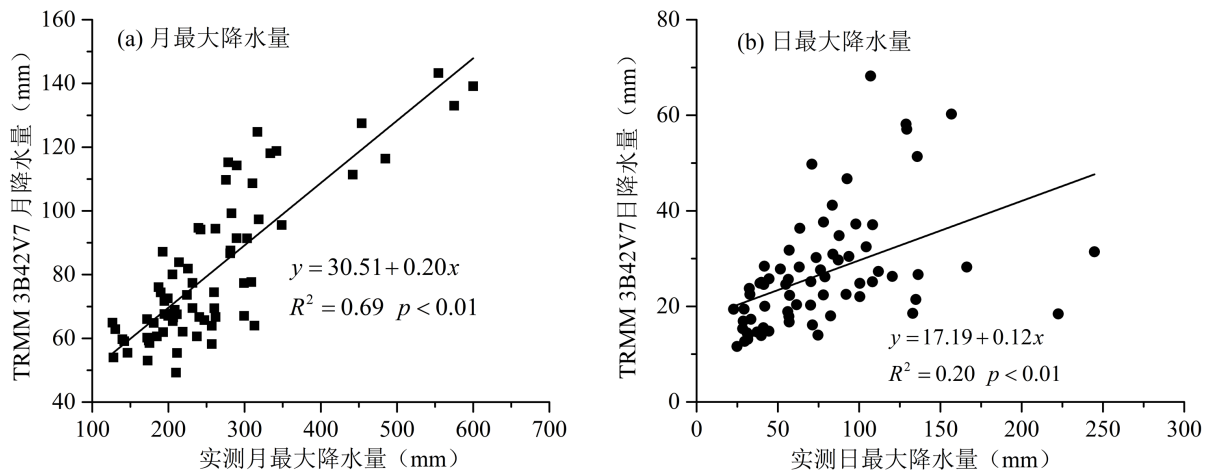 (a) 月最大降水量
160
140
120
100
80
60
40
TRMM 3B42V7 月降水量（mm）
y = 30.51 + 0.20x
R² = 0.69 p < 0.01
100 200 300 400 500 600 700
实测月最大降水量（mm）
(b) 日最大降水量
80
60
40
20
0
TRMM 3B42V7日降水量（mm）
y = 17.19 + 0.12x
R² = 0.20 p < 0.01
0 50 100 150 200 250 300
实测日最大降水量（mm）